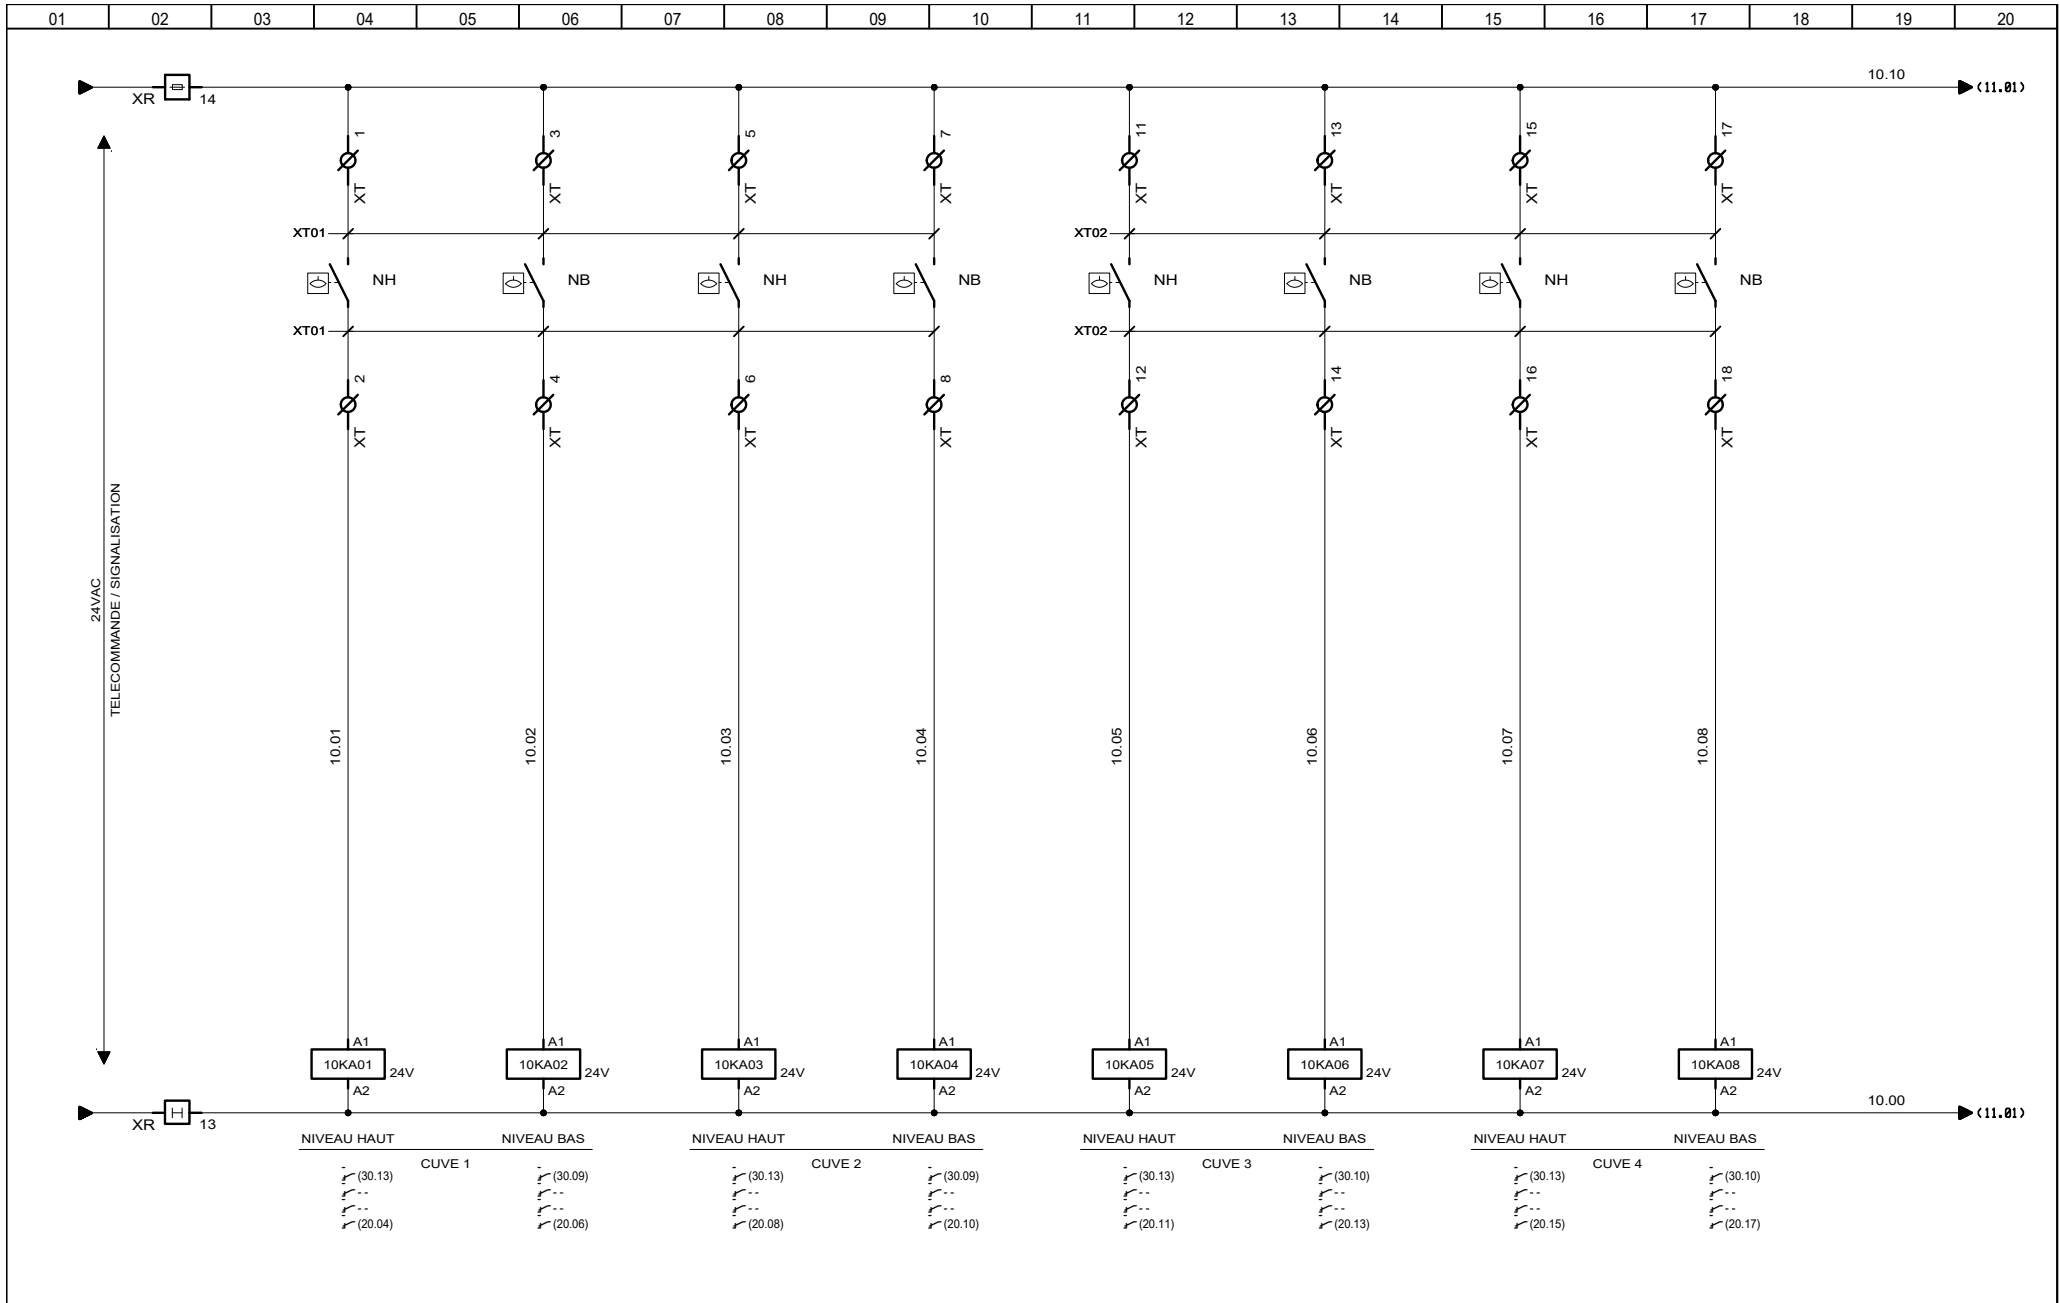 01 02 03 04 05 06 07 08 09 10 11 12 13 14 15 16 17 18 19 20
10.10
XR 14 (11.01)
1 3 5 7 11 13 15 17
XT XT XT XT XT XT XT XT
XT01 XT02
NH NB NH NB NH NB NH NB
XT01 XT02
2 4 6 8 12 14 16 18
XT XT XT XT XT XT XT XT
24VAC
TELECOMMANDE / SIGNALISATION
10.01 10.02 10.03 10.04 10.05 10.06 10.07 10.08
A1 A1 A1 A1 A1 A1 A1 A1
10KA01 24V 10KA02 24V 10KA03 24V 10KA04 24V 10KA05 24V 10KA06 24V 10KA07 24V 10KA08 24V
A2 A2 A2 A2 A2 A2 A2 A2
10.00
XR 13 (11.01)
NIVEAU HAUT NIVEAU BAS NIVEAU HAUT NIVEAU BAS NIVEAU HAUT NIVEAU BAS NIVEAU HAUT NIVEAU BAS
CUVE 1 CUVE 2 CUVE 3 CUVE 4
(30.13) (30.09) (30.13) (30.09) (30.13) (30.10) (30.13) (30.10)
-- -- -- -- -- -- -- --
-- -- -- -- -- -- -- --
(20.04) (20.06) (20.08) (20.10) (20.11) (20.13) (20.15) (20.17)